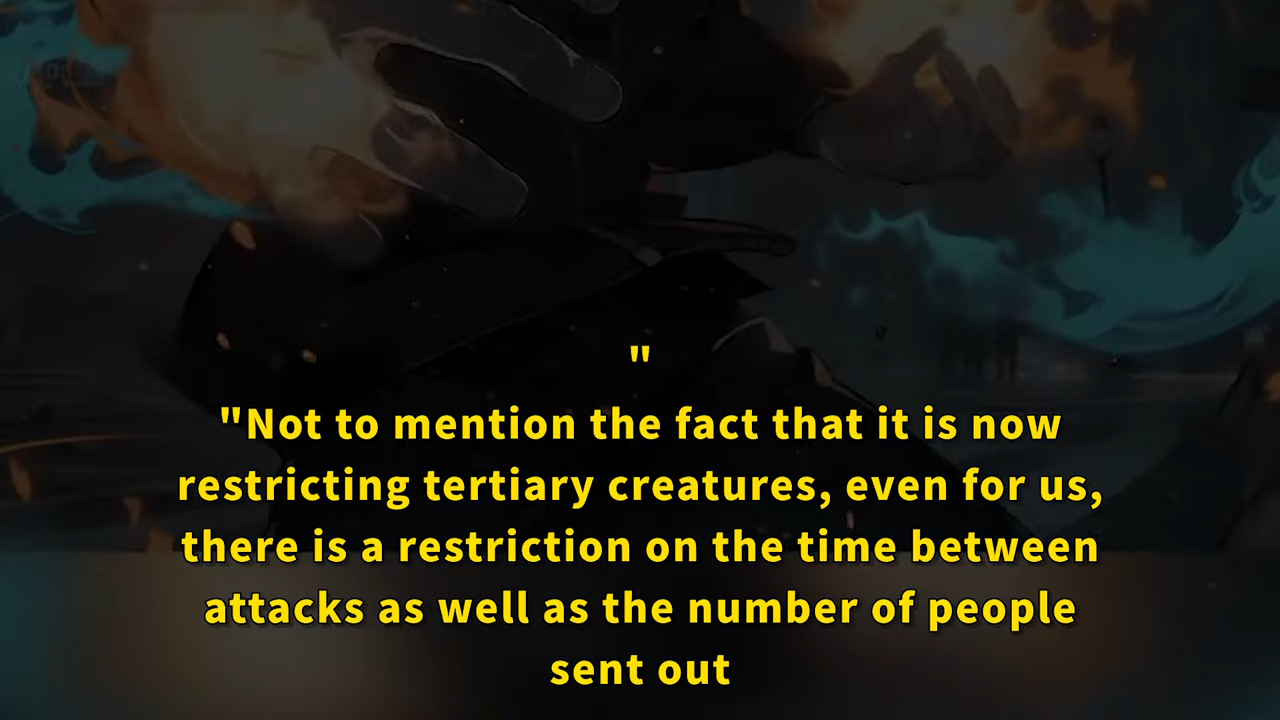 "
"Not to mention the fact that it is now
restricting tertiary creatures, even for us,
there is a restriction on the time between
attacks as well as the number of people
sent out